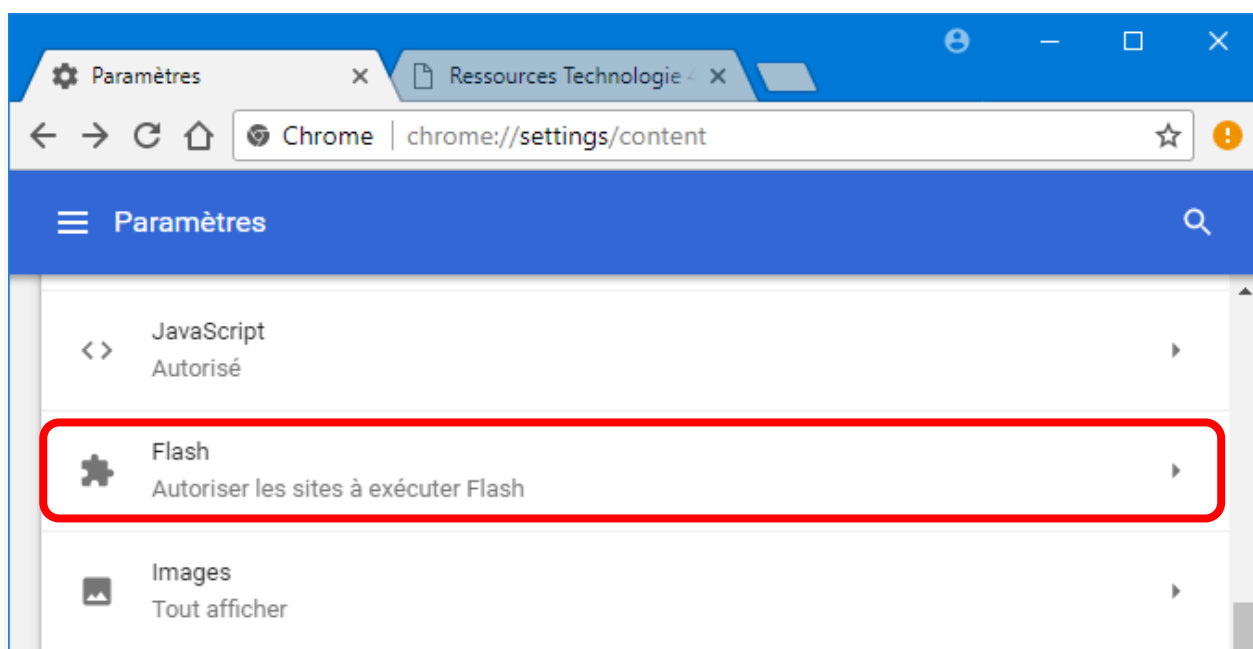 Paramètres
Ressources Technologie 4
Chrome
chrome://settings/content
Paramètres
JavaScript
Autorisé
Flash
Autoriser les sites à exécuter Flash
Images
Tout afficher